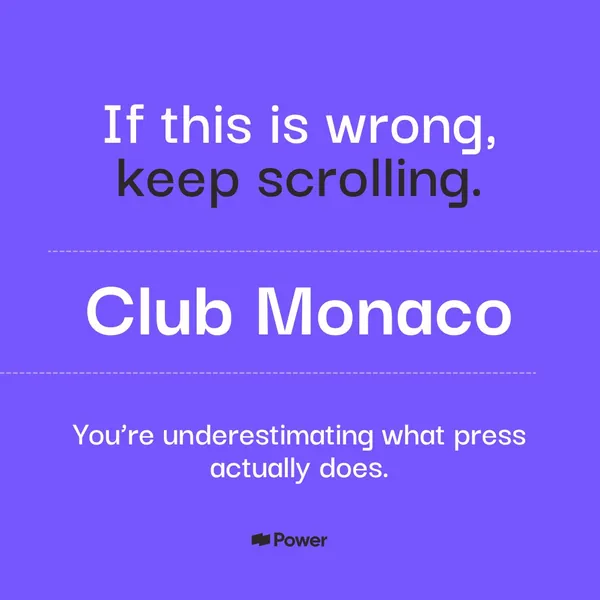 If this is wrong,
keep scrolling.
Club Monaco
You’re underestimating what press
actually does.
Power